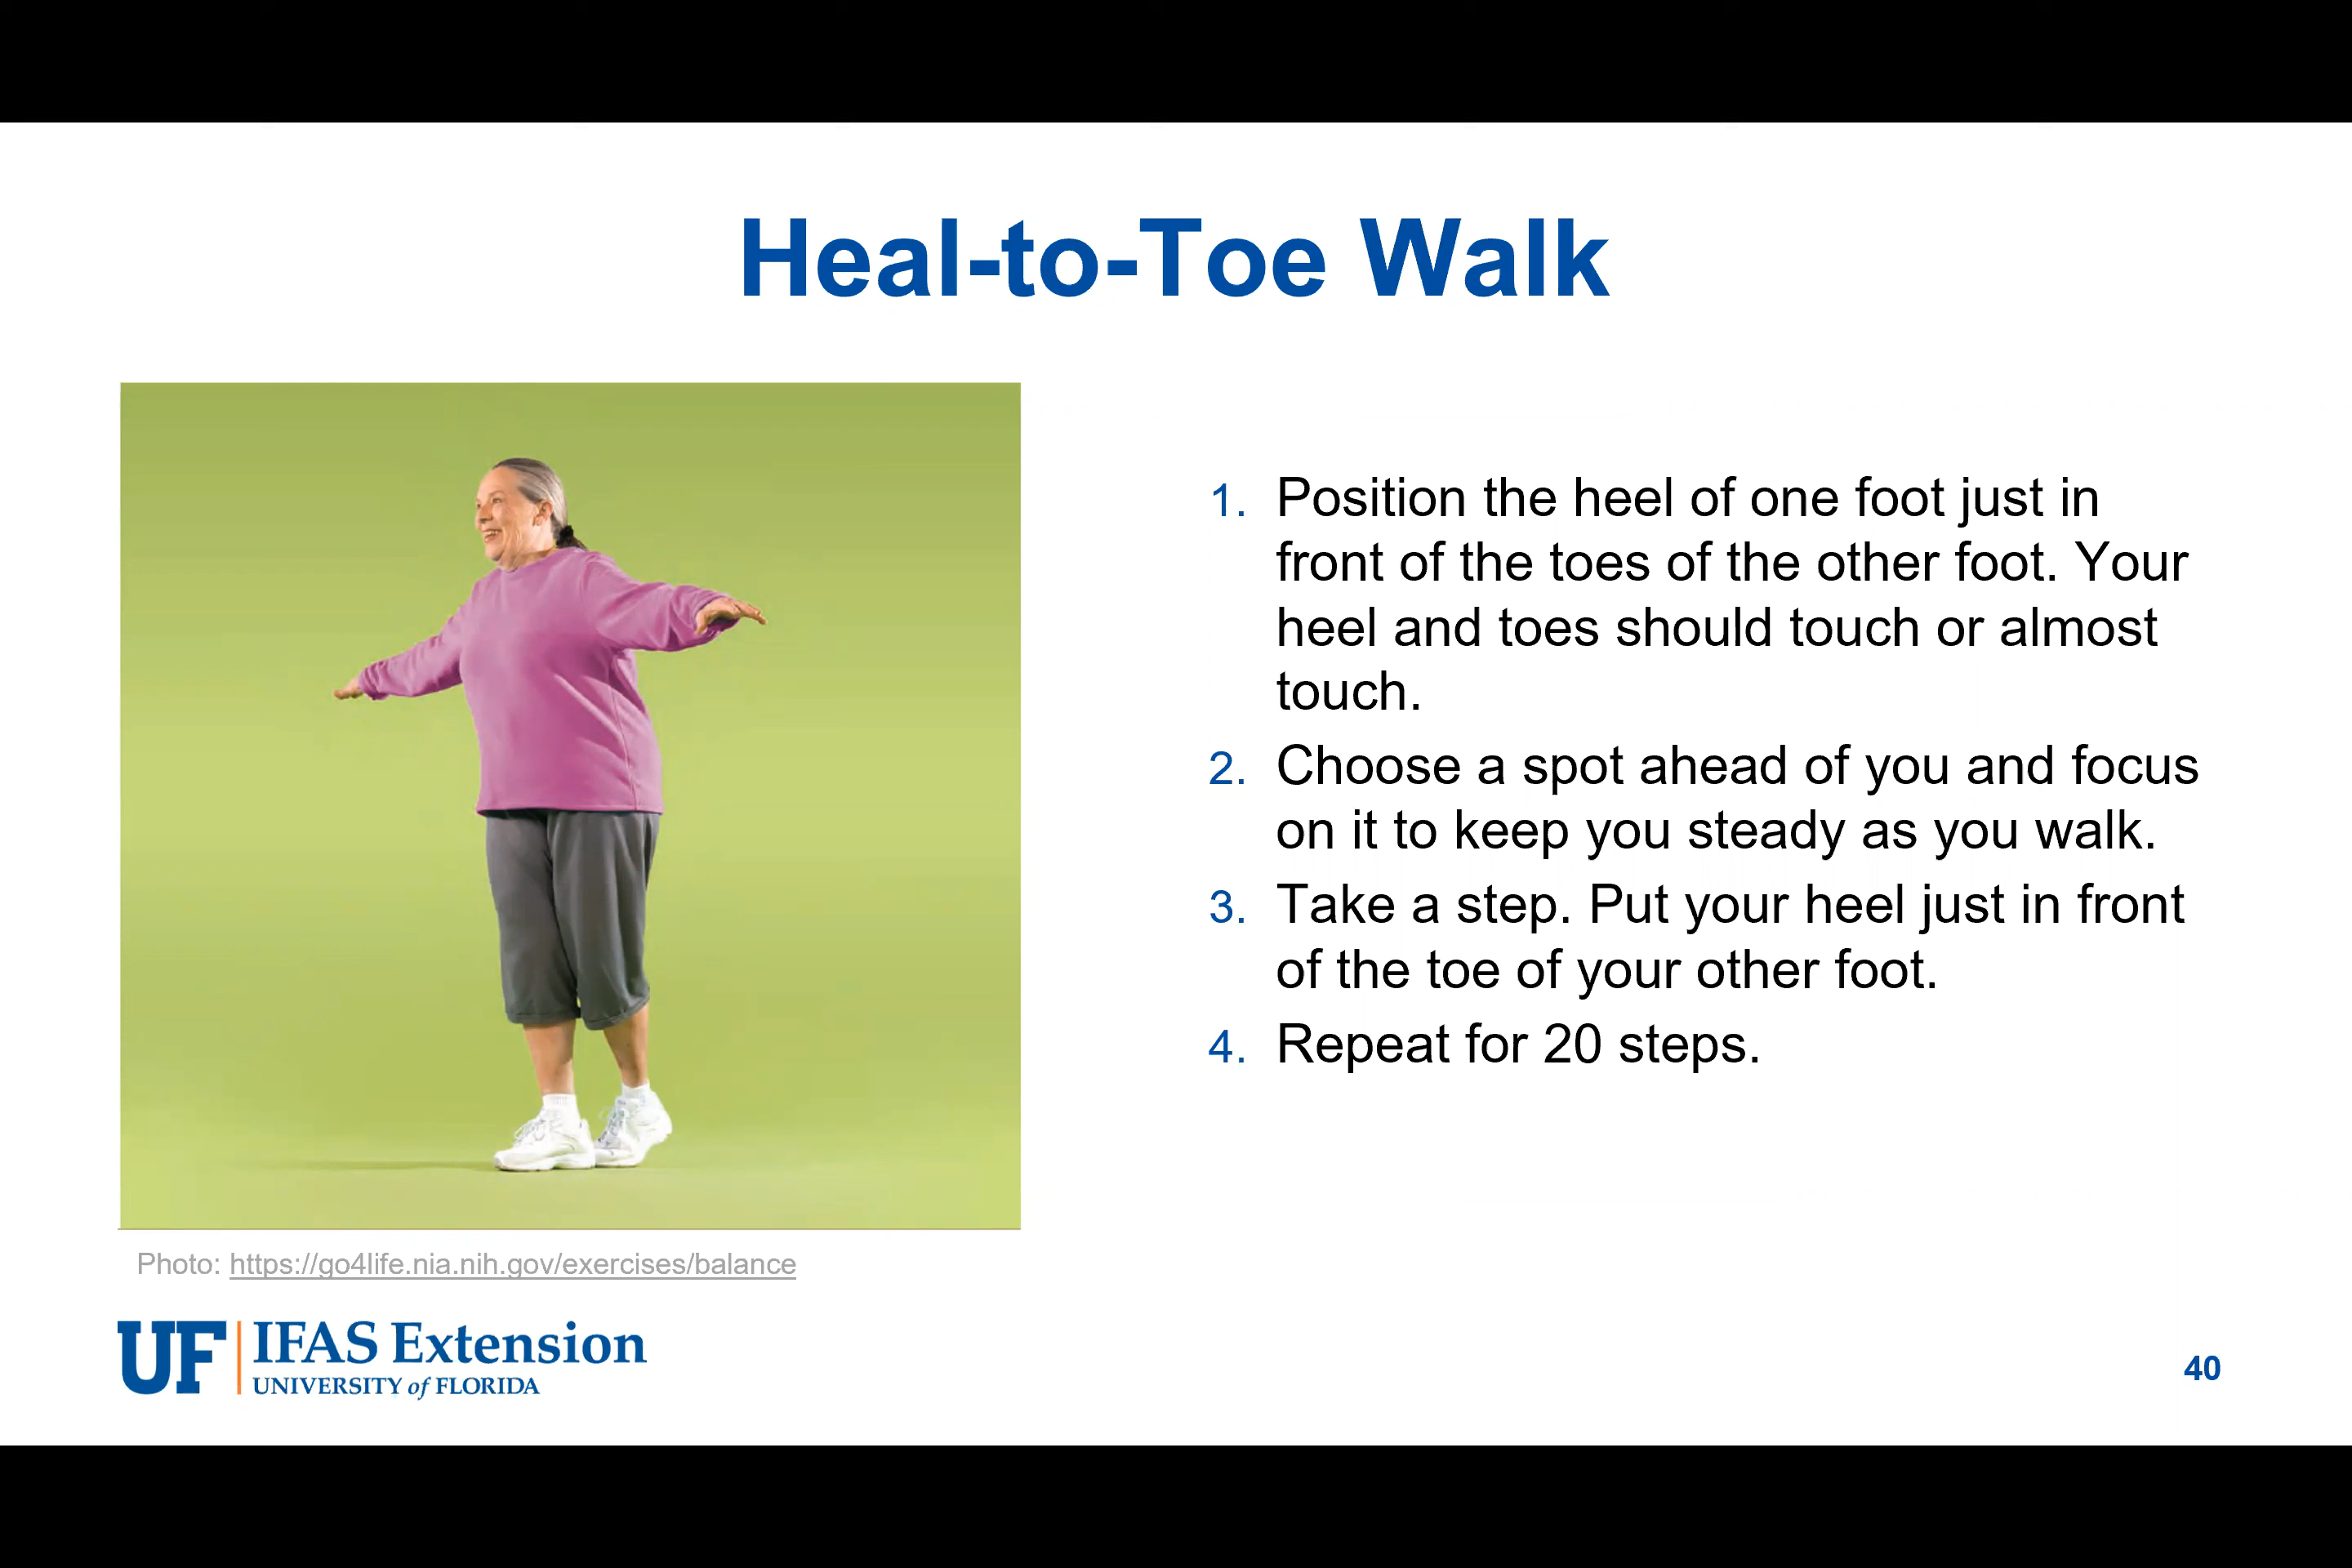 Heal-to-Toe Walk
1. Position the heel of one foot just in
front of the toes of the other foot. Your
heel and toes should touch or almost
touch.
2. Choose a spot ahead of you and focus
on it to keep you steady as you walk.
3. Take a step. Put your heel just in front
of the toe of your other foot.
4. Repeat for 20 steps.
Photo: https://go4life.nia.nih.gov/exercises/balance
UF IFAS Extension
UNIVERSITY of FLORIDA
40